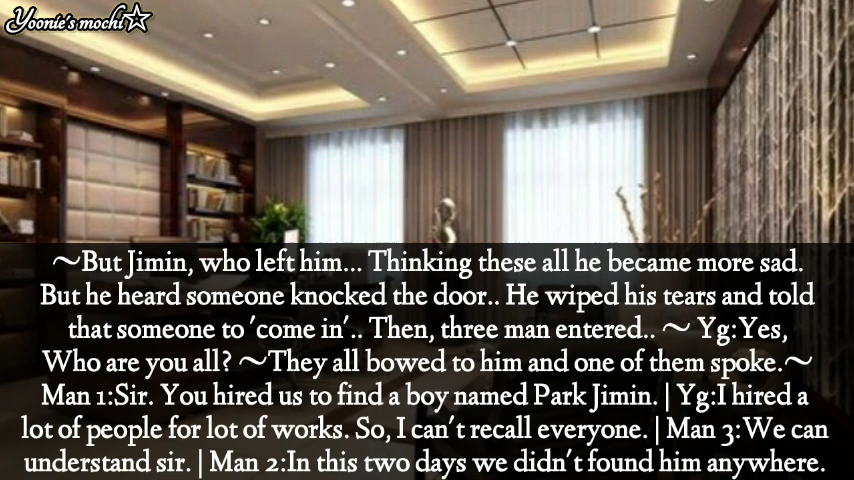 Yoonie's mochi☆
～But Jimin, who left him... Thinking these all he became more sad.
But he heard someone knocked the door.. He wiped his tears and told
that someone to 'come in'.. Then, three man entered.. ～ Yg:Yes,
Who are you all? ～They all bowed to him and one of them spoke.～
Man 1:Sir. You hired us to find a boy named Park Jimin. | Yg:I hired a
lot of people for lot of works. So, I can't recall everyone. | Man 3:We can
understand sir. | Man 2:In this two days we didn't found him anywhere.